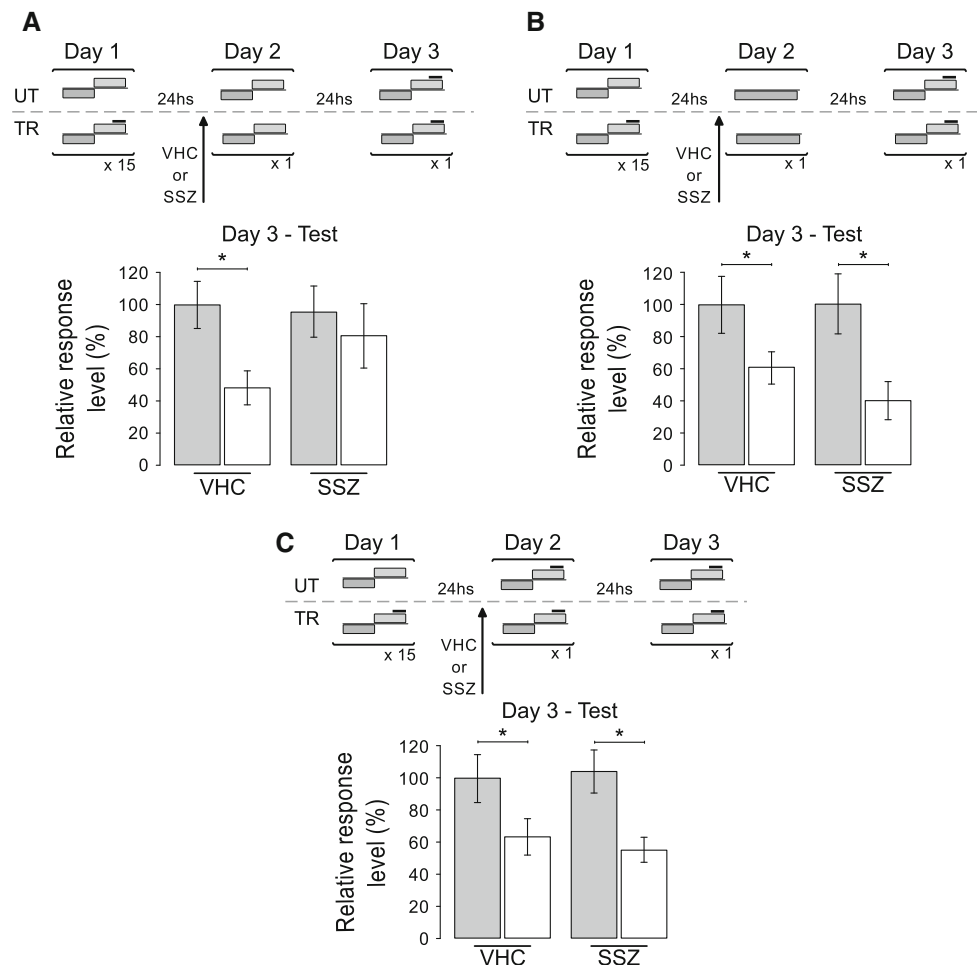 A
Day 1 Day 2 Day 3
UT 24hs 24hs
TR
x 15 VHC or SSZ x 1 x 1
Day 3 - Test
*
Relative response level (%)
120
100
80
60
40
20
0
VHC SSZ
B
Day 1 Day 2 Day 3
UT 24hs 24hs
TR
x 15 VHC or SSZ x 1 x 1
Day 3 - Test
* *
Relative response level (%)
120
100
80
60
40
20
0
VHC SSZ
C
Day 1 Day 2 Day 3
UT 24hs 24hs
TR
x 15 VHC or SSZ x 1 x 1
Day 3 - Test
* *
Relative response level (%)
120
100
80
60
40
20
0
VHC SSZ